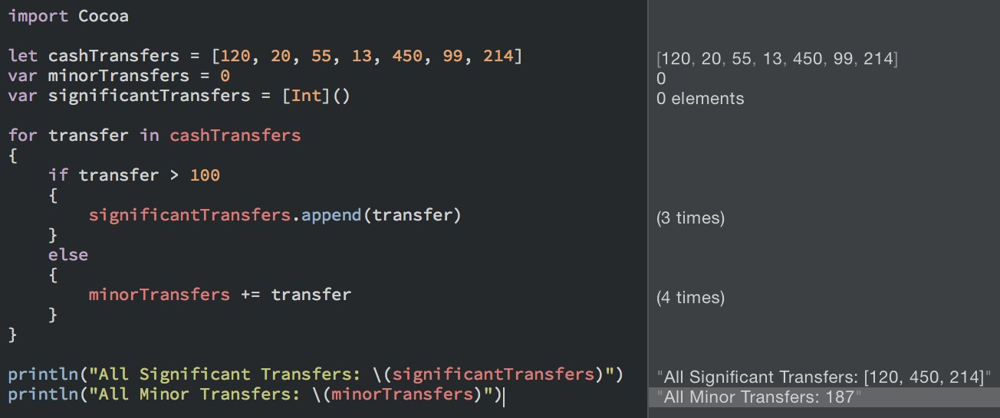 import Cocoa
let cashTransfers = [120, 20, 55, 13, 450, 99, 214]
var minorTransfers = 0
var significantTransfers = [Int]()
for transfer in cashTransfers
{
    if transfer > 100
    {
        significantTransfers.append(transfer)
    }
    else
    {
        minorTransfers += transfer
    }
}
println("All Significant Transfers: \(significantTransfers)")
println("All Minor Transfers: \(minorTransfers)")
[120, 20, 55, 13, 450, 99, 214]
0
0 elements
(3 times)
(4 times)
"All Significant Transfers: [120, 450, 214]"
"All Minor Transfers: 187"